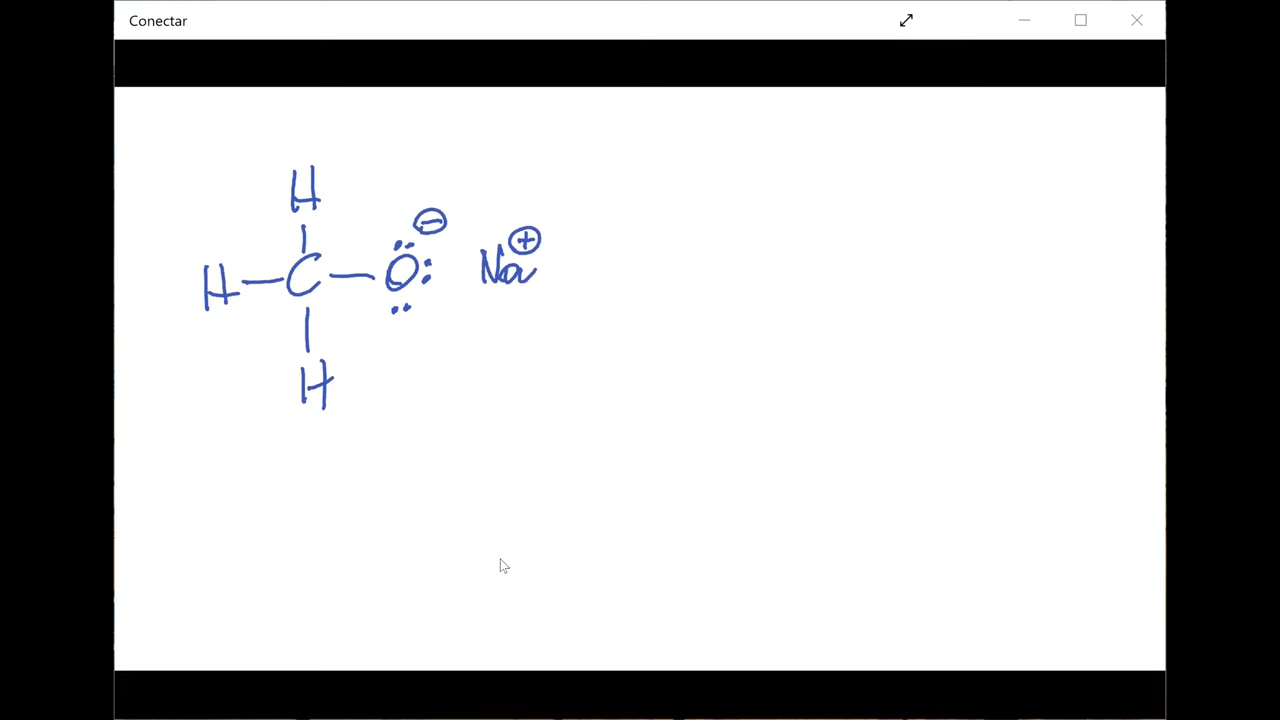 Conectar
H
⊖
H–C–O: Na⊕
H